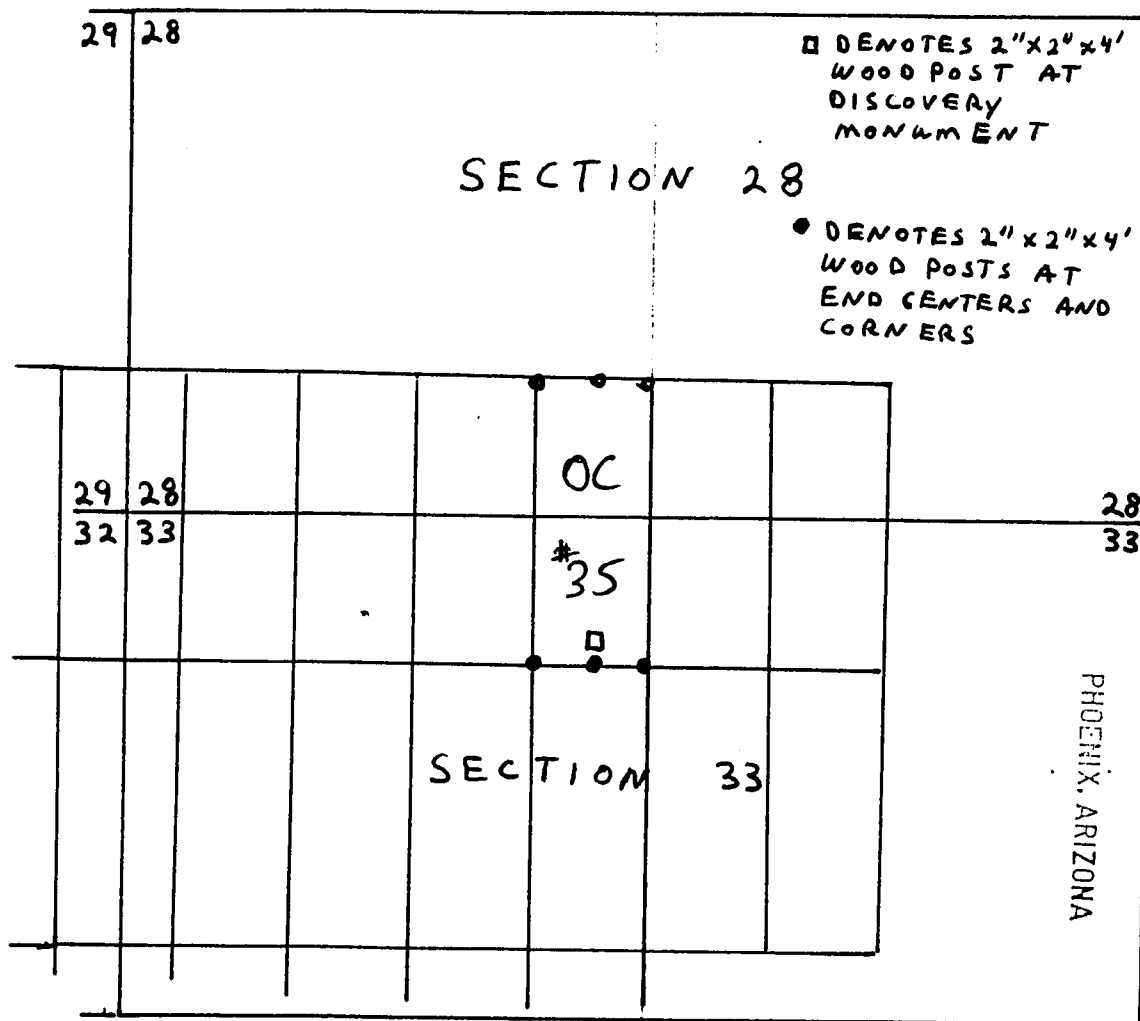 29 28
□ DENOTES 2"x2"x4'
WOOD POST AT
DISCOVERY
MONUMENT
SECTION 28
● DENOTES 2"x2"x4'
WOOD POSTS AT
END CENTERS AND
CORNERS
OC
29 28
32 33
28
33
#35
SECTION 33
PHOENIX, ARIZONA